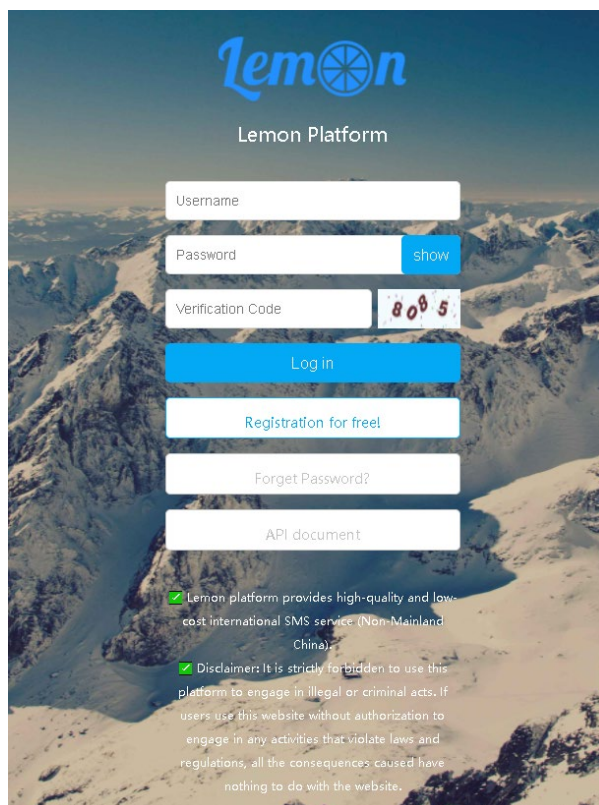 Lemon
Lemon Platform
Username
Password
show
Verification Code
8085
Log in
Registration for free!
Forget Password?
API document
✅ Lemon platform provides high-quality and low-
cost international SMS service (Non-Mainland
China).
✅ Disclaimer: It is strictly forbidden to use this
platform to engage in illegal or criminal acts. If
users use this website without authorization to
engage in any activities that violate laws and
regulations, all the consequences caused have
nothing to do with the website.